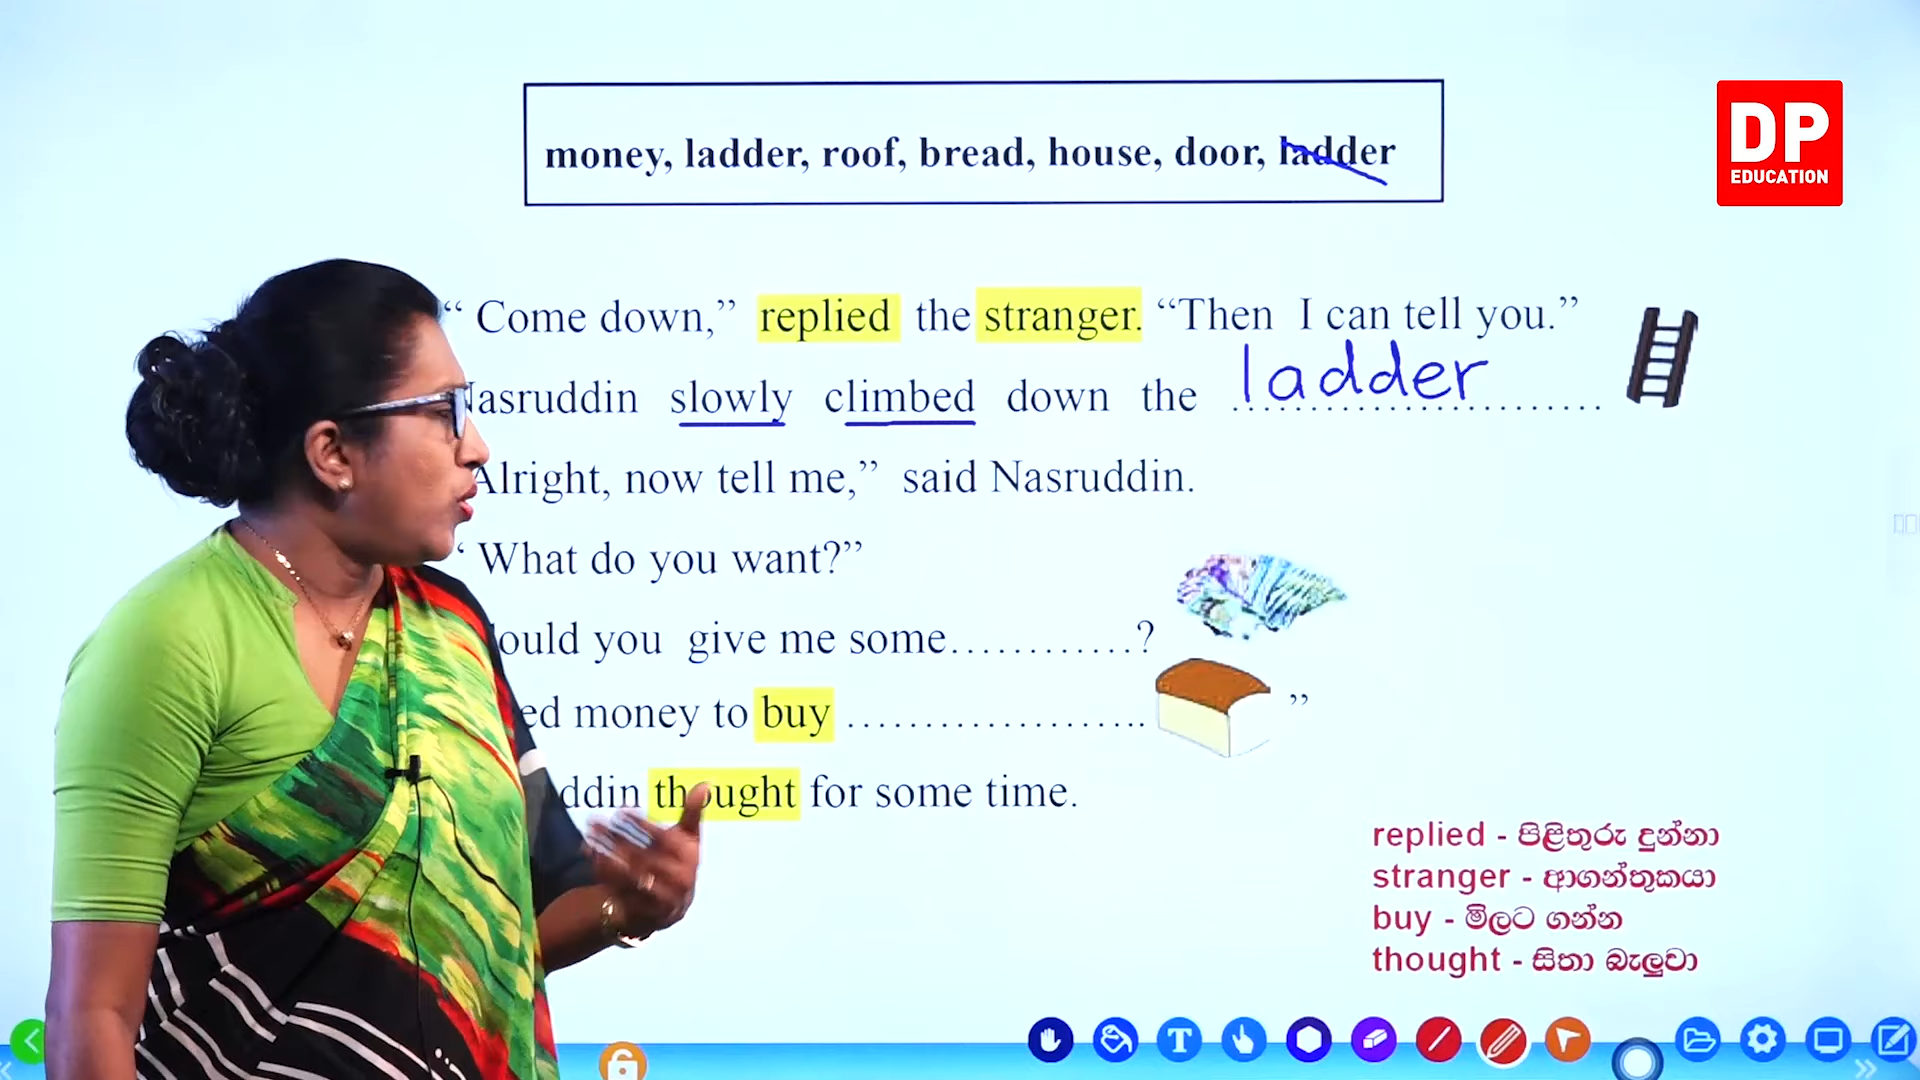 money, ladder, roof, bread, house, door, ladder
DP
EDUCATION
“ Come down,” replied the stranger. “Then I can tell you.”
Nasruddin slowly climbed down the ladder ........................
Alright, now tell me,” said Nasruddin.
“ What do you want?”
ould you give me some............?
ed money to buy .................... ”
ddin thought for some time.
replied - පිළිතුරු දුන්නා
stranger - ආගන්තුකයා
buy - මිලට ගන්න
thought - සිතා බැලුවා